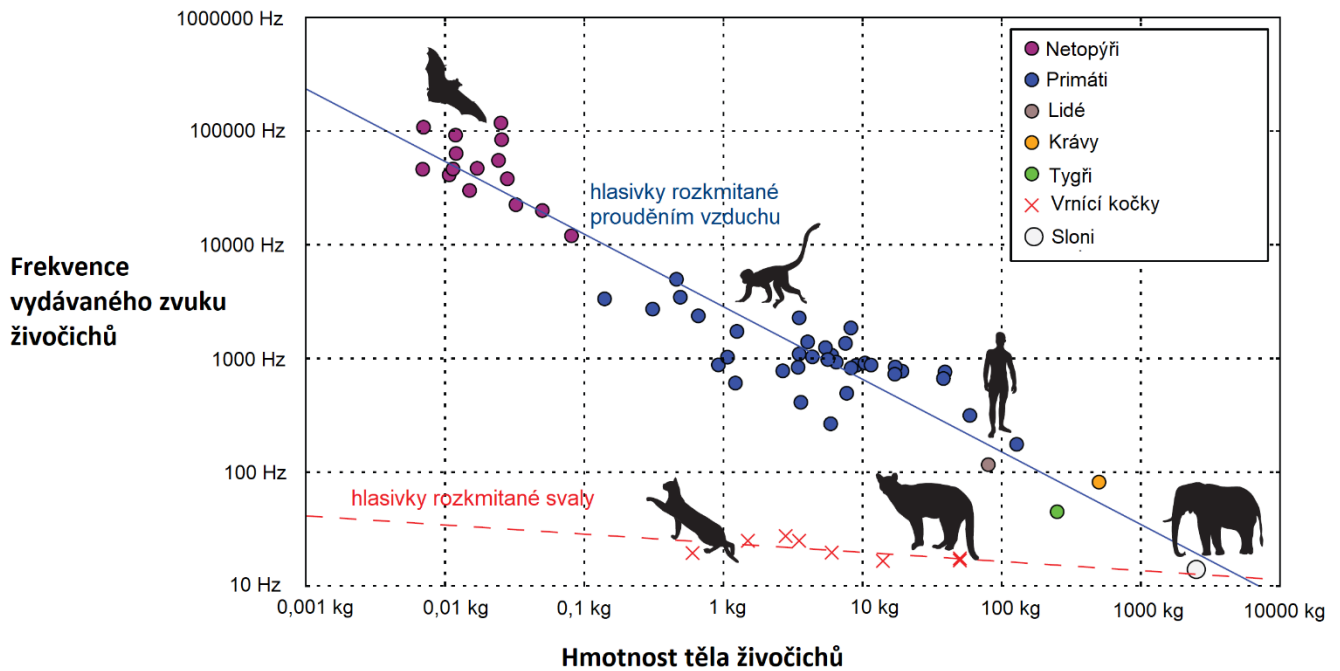 1000000 Hz
100000 Hz
10000 Hz
1000 Hz
100 Hz
10 Hz
Frekvence
vydávaného zvuku
živočichů
Netopýři
Primáti
Lidé
Krávy
Tygři
Vrnící kočky
Sloni
hlasivky rozkmitané
prouděním vzduchu
hlasivky rozkmitané svaly
0,001 kg
0,01 kg
0,1 kg
1 kg
10 kg
100 kg
1000 kg
10000 kg
Hmotnost těla živočichů